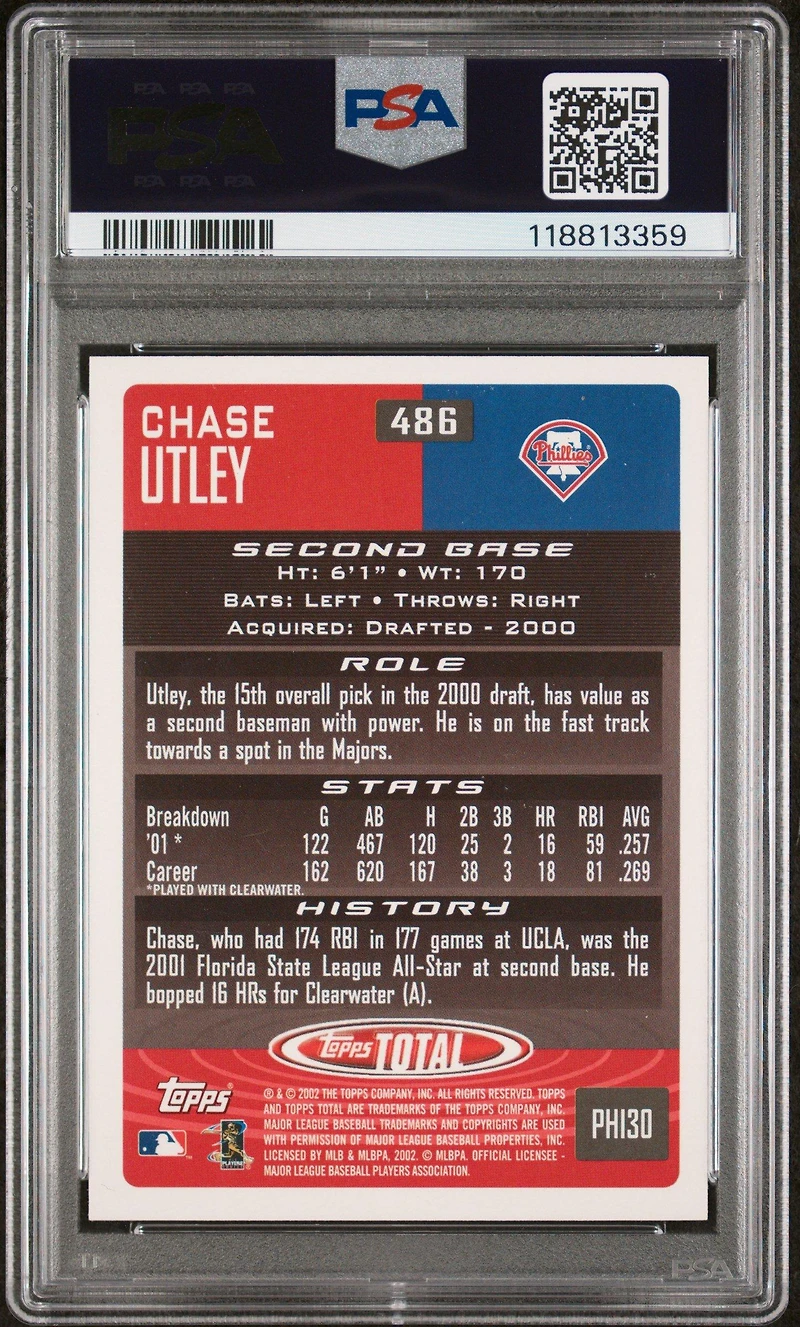 PSA PSA PSA
PSA
PSA PSA PSA
PSA
118813359
CHASE
UTLEY
486
Phillies
SECOND BASE
HT: 6'1" • WT: 170
BATS: LEFT • THROWS: RIGHT
ACQUIRED: DRAFTED - 2000
ROLE
Utley, the 15th overall pick in the 2000 draft, has value as
a second baseman with power. He is on the fast track
towards a spot in the Majors.
STATS
Breakdown G AB H 2B 3B HR RBI AVG
'01 * 122 467 120 25 2 16 59 .257
Career 162 620 167 38 3 18 81 .269
*PLAYED WITH CLEARWATER.
HISTORY
Chase, who had 174 RBI in 177 games at UCLA, was the
2001 Florida State League All-Star at second base. He
bopped 16 HRs for Clearwater (A).
Topps TOTAL
Topps®
® & © 2002 THE TOPPS COMPANY, INC. ALL RIGHTS RESERVED. TOPPS
AND TOPPS TOTAL ARE TRADEMARKS OF THE TOPPS COMPANY, INC.
MAJOR LEAGUE BASEBALL TRADEMARKS AND COPYRIGHTS ARE USED
WITH PERMISSION OF MAJOR LEAGUE BASEBALL PROPERTIES, INC.
LICENSED BY MLB & MLBPA, 2002. © MLBPA. OFFICIAL LICENSEE -
MAJOR LEAGUE BASEBALL PLAYERS ASSOCIATION.
PHI30
PLAYERS
PSA